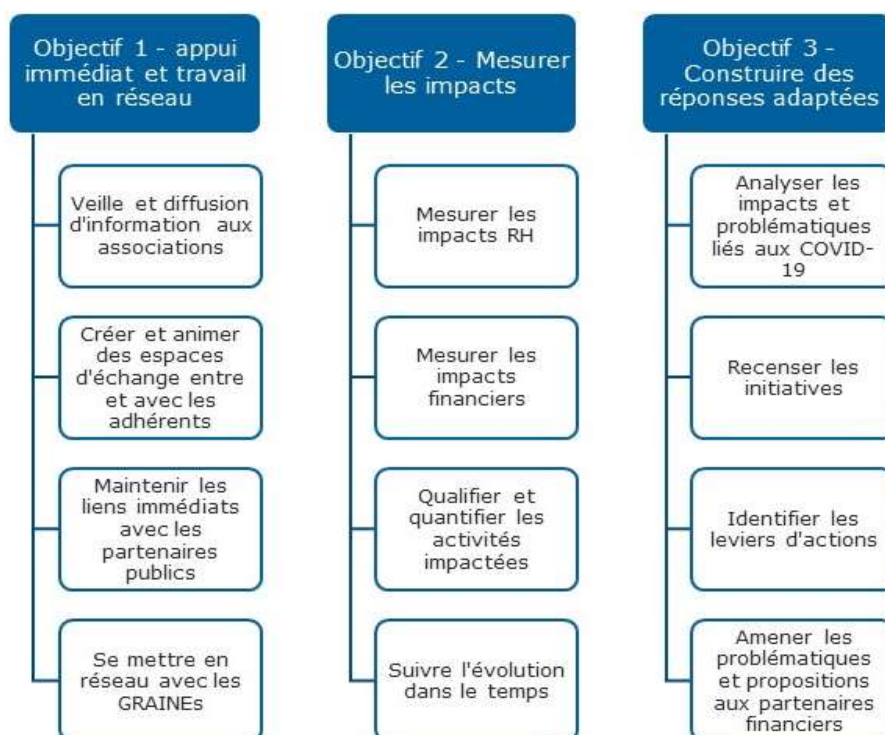 Objectif 1 - appui
immédiat et travail
en réseau
Veille et diffusion
d'information aux
associations
Créer et animer
des espaces
d'échange entre
et avec les
adhérents
Maintenir les
liens immédiats
avec les
partenaires
publics
Se mettre en
réseau avec les
GRAINEs
Objectif 2 - Mesurer
les impacts
Mesurer les
impacts RH
Mesurer les
impacts
financiers
Qualifier et
quantifier les
activités
impactées
Suivre l'évolution
dans le temps
Objectif 3 -
Construire des
réponses adaptées
Analyser les
impacts et
problématiques
liés aux COVID-
19
Recenser les
initiatives
Identifier les
leviers d'actions
Amener les
problématiques
et propositions
aux partenaires
financiers